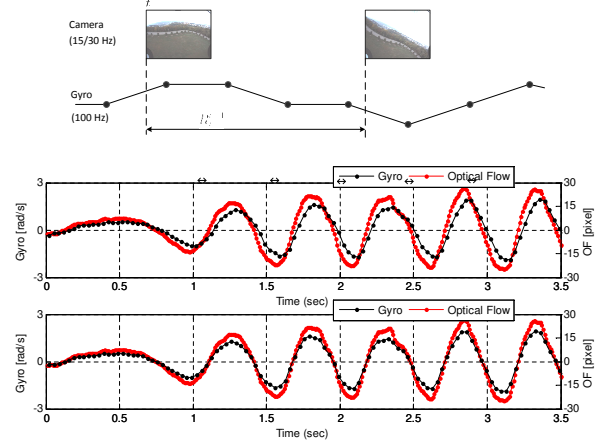 t
Camera
(15/30 Hz)
Gyro
(100 Hz)
Gyro Optical Flow
Gyro [rad/s]
3
0
-3
30
15
0
-15
-30
OF [pixel]
0 0.5 1 1.5 2 2.5 3 3.5
Time (sec)
Gyro Optical Flow
Gyro [rad/s]
3
0
-3
30
15
0
-15
-30
OF [pixel]
0 0.5 1 1.5 2 2.5 3 3.5
Time (sec)